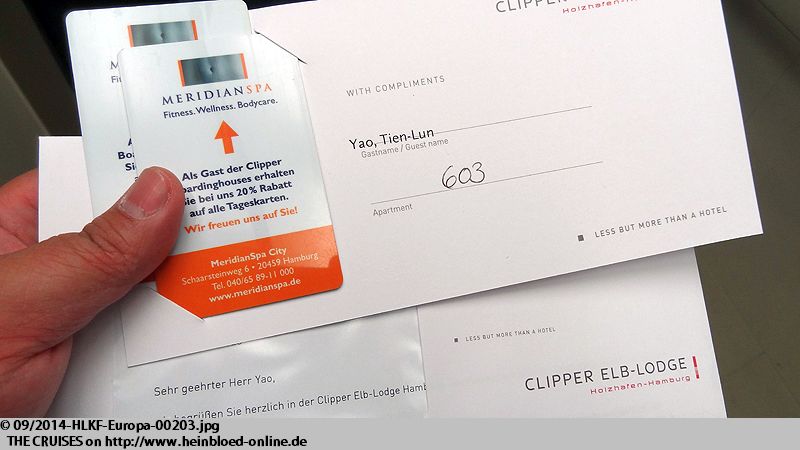 MERIDIANSPA
Fitness. Wellness. Bodycare.
Als Gast der Clipper
Boardinghouses erhalten
Sie bei uns 20% Rabatt
auf alle Tageskarten.
Wir freuen uns auf Sie!
MeridianSpa City
Schaarsteinweg 6 • 20459 Hamburg
Tel. 040/65 89-11 000
www.meridianspa.de
CLIPPER
Holzhafen-H
WITH COMPLIMENTS
Yao, Tien-Lun
Gastname / Guest name
603
Apartment
LESS BUT MORE THAN A HOTEL
LESS BUT MORE THAN A HOTEL
CLIPPER ELB-LODGE
Holzhafen-Hamburg
Sehr geehrter Herr Yao,
begrüßen Sie herzlich in der Clipper Elb-Lodge Hamb
© 09/2014-HLKF-Europa-00203.jpg
THE CRUISES on http://www.heinbloed-online.de